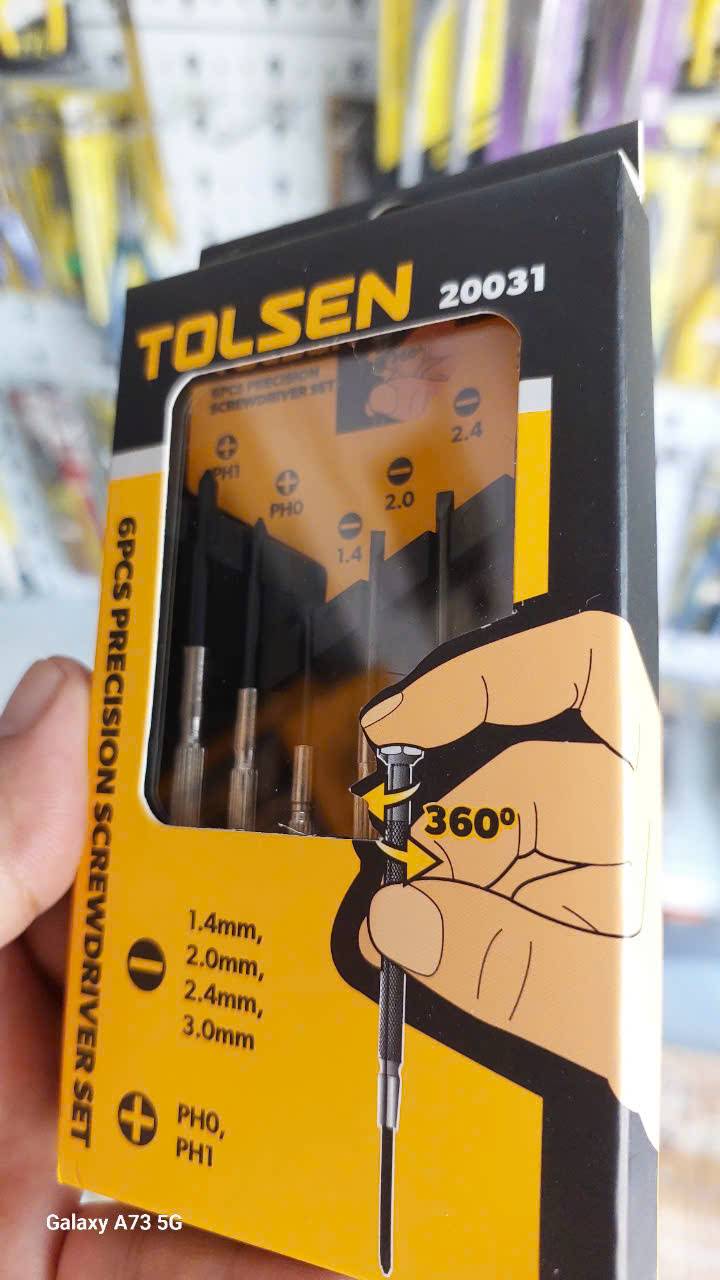 TOLSEN 20031
6PCS PRECISION
SCREWDRIVER SET
2.4
PH1
2.0
PH0
1.4
6PCS PRECISION SCREWDRIVER SET
360º
1.4mm,
2.0mm,
2.4mm,
3.0mm
PH0,
PH1
Galaxy A73 5G